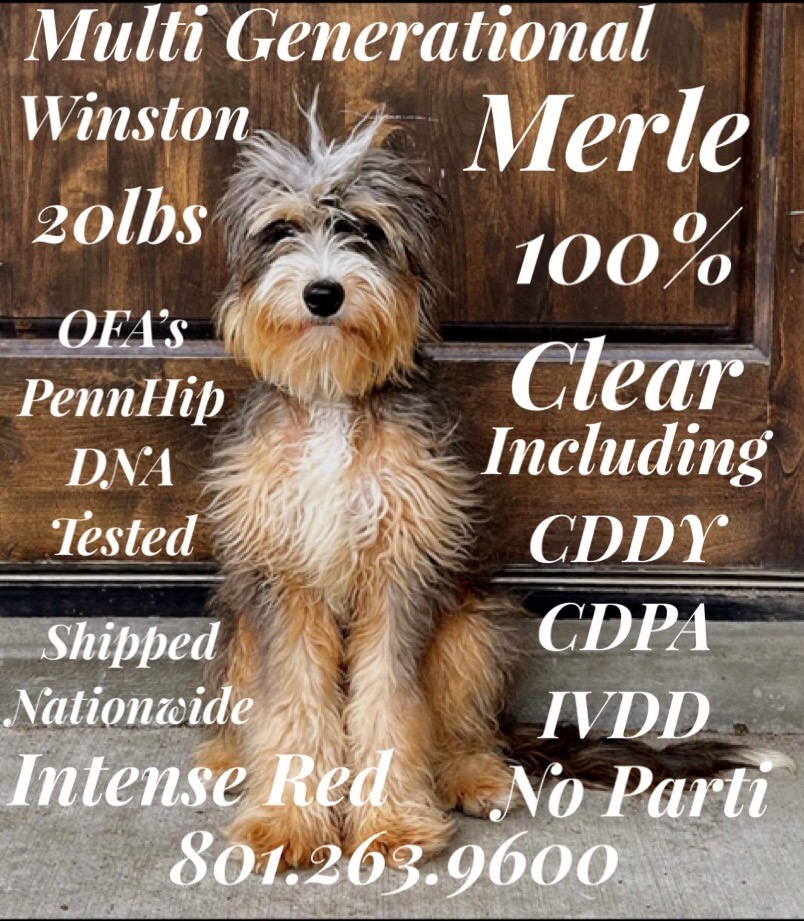 Multi Generational
Winston
20lbs
OFA's
PennHip
DNA
Tested
Shipped
Nationwide
Intense Red
Merle
100%
Clear
Including
CDDY
CDPA
IVDD
No Parti
801.263.9600